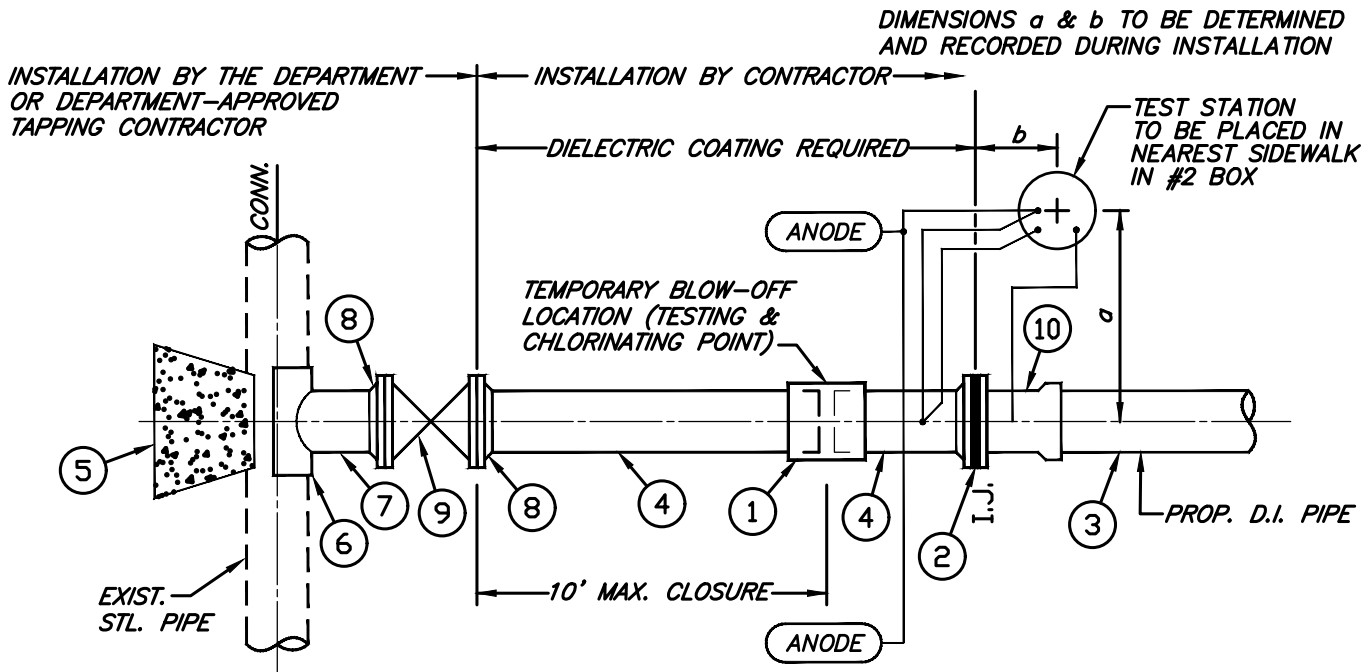 DIMENSIONS a & b TO BE DETERMINED
AND RECORDED DURING INSTALLATION
INSTALLATION BY THE DEPARTMENT
OR DEPARTMENT-APPROVED
TAPPING CONTRACTOR
INSTALLATION BY CONTRACTOR
TEST STATION
TO BE PLACED IN
NEAREST SIDEWALK
IN #2 BOX
DIELECTRIC COATING REQUIRED
b
CONN.
ANODE
TEMPORARY BLOW-OFF
LOCATION (TESTING &
CHLORINATING POINT)
a
8
10
5
6
7
9
8
4
1
4
2
I.J.
3
PROP. D.I. PIPE
EXIST.
STL. PIPE
10' MAX. CLOSURE
ANODE